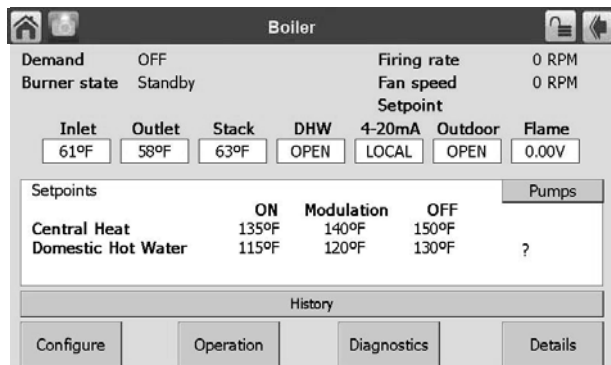 Boiler
Demand OFF Firing rate 0 RPM
Burner state Standby Fan speed 0 RPM
Setpoint
Inlet Outlet Stack DHW 4-20mA Outdoor Flame
61ºF 58ºF 63ºF OPEN LOCAL OPEN 0.00V
Setpoints Pumps
ON Modulation OFF
Central Heat 135ºF 140ºF 150ºF
Domestic Hot Water 115ºF 120ºF 130ºF ?
History
Configure Operation Diagnostics Details